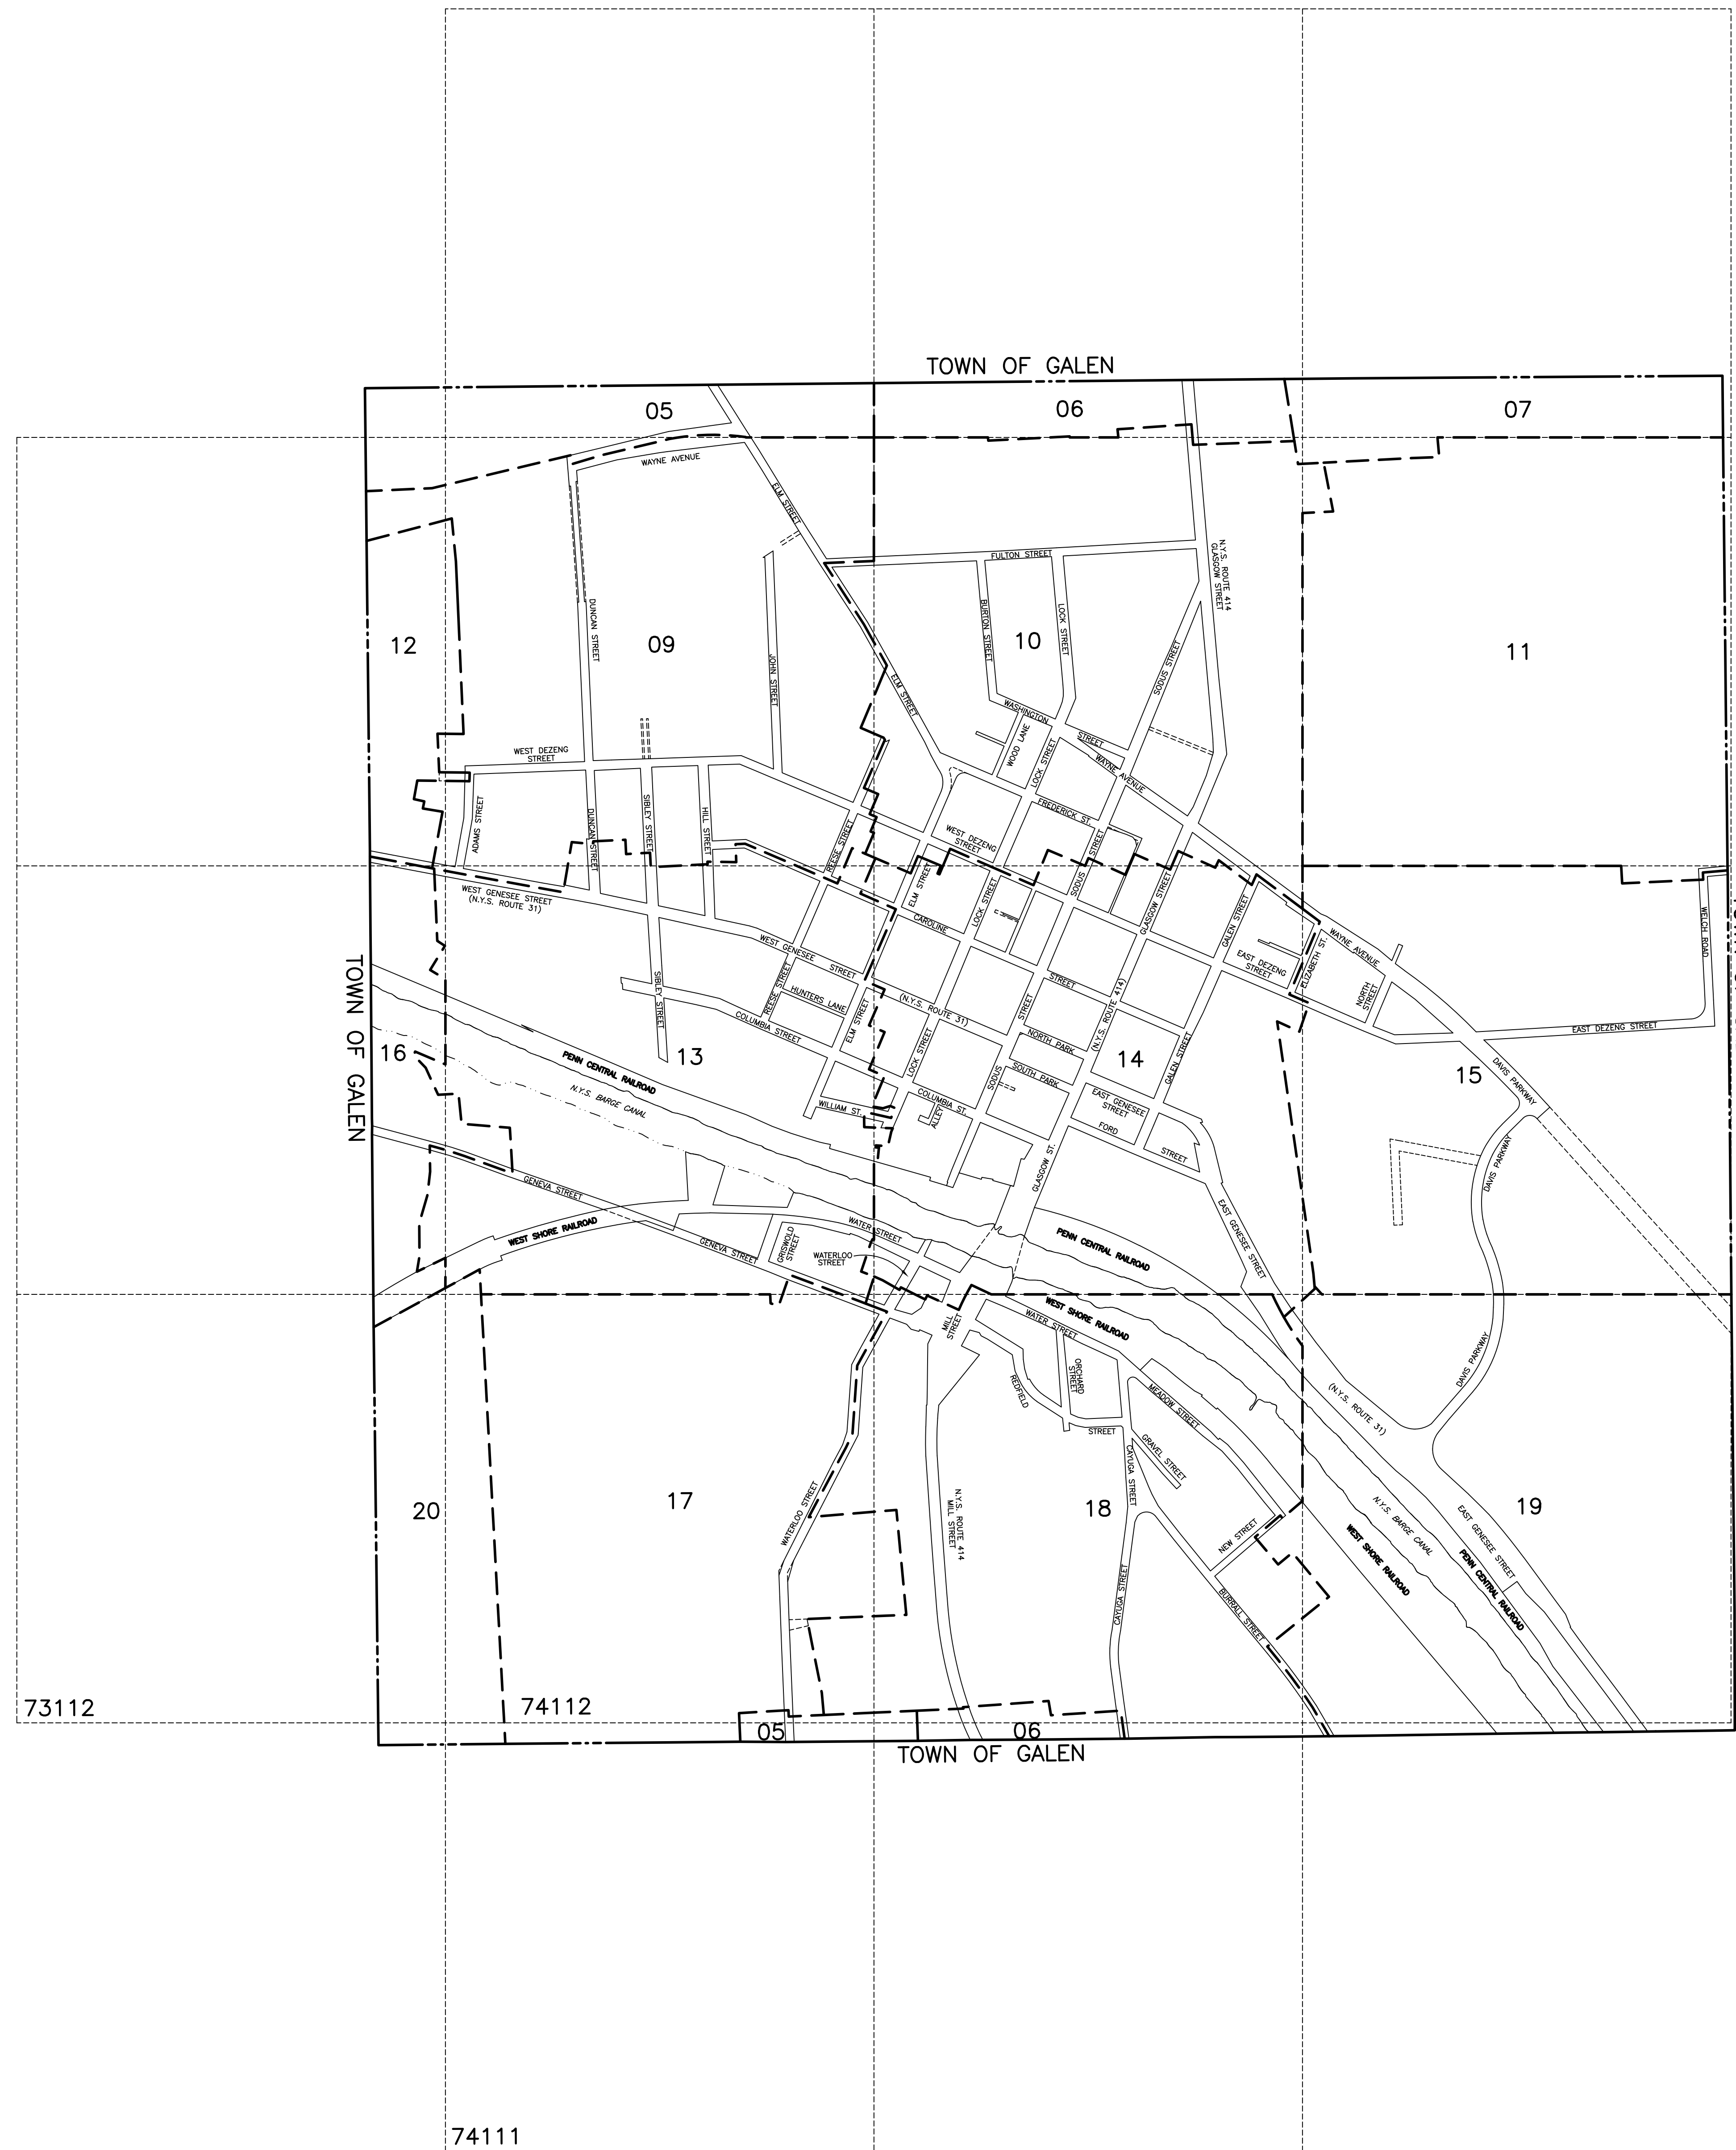 TOWN OF GALEN
05
06
07
WAYNE AVENUE
ELM STREET
N.Y.S. ROUTE 414
GLASGOW STREET
FULTON STREET
DUNCAN STREET
BURTON STREET
LOCK STREET
12
09
10
11
JOHN STREET
ELM STREET
SODUS STREET
WASHINGTON
STREET
WOOD LANE
LOCK STREET
WEST DEZENG
STREET
WAYNE AVENUE
ADAMS STREET
DUNCAN STREET
SIBLEY STREET
HILL STREET
REESE STREET
FREDERICK ST.
WEST DEZENG
STREET
SODUS STREET
WEST GENESEE STREET
(N.Y.S. ROUTE 31)
ELM STREET
LOCK STREET
GLASGOW STREET
GALEN STREET
CAROLINE
STREET
WELCH ROAD
WAYNE AVENUE
EAST DEZENG
STREET
ELIZABETH ST.
NORTH
STREET
EAST DEZENG STREET
WEST GENESEE STREET
(N.Y.S. ROUTE 31)
SIBLEY STREET
REESE STREET
HUNTERS LANE
COLUMBIA STREET
ELM STREET
LOCK STREET
SODUS
STREET
(N.Y.S. ROUTE 414)
NORTH PARK
SOUTH PARK
GALEN STREET
TOWN OF GALEN
16
13
14
15
PENN CENTRAL RAILROAD
N.Y.S. BARGE CANAL
WILLIAM ST.
COLUMBIA ST.
ALLEY
EAST GENESEE
STREET
FORD
STREET
DAVIS PARKWAY
DAVIS PARKWAY
GLASGOW ST.
GENEVA STREET
WEST SHORE RAILROAD
GENEVA STREET
GRISWOLD
STREET
WATER STREET
WATERLOO
STREET
PENN CENTRAL RAILROAD
EAST GENESEE STREET
MILL
STREET
WATER STREET
WEST SHORE RAILROAD
ORCHARD
STREET
REDFIELD
STREET
MEADOW STREET
GRAVEL STREET
CAYUGA STREET
DAVIS PARKWAY
(N.Y.S. ROUTE 31)
20
17
18
19
WATERLOO STREET
N.Y.S. ROUTE 414
MILL STREET
NEW STREET
CAYUGA STREET
BURRALL STREET
N.Y.S. BARGE CANAL
WEST SHORE RAILROAD
EAST GENESEE STREET
PENN CENTRAL RAILROAD
73112
74112
05
06
TOWN OF GALEN
74111